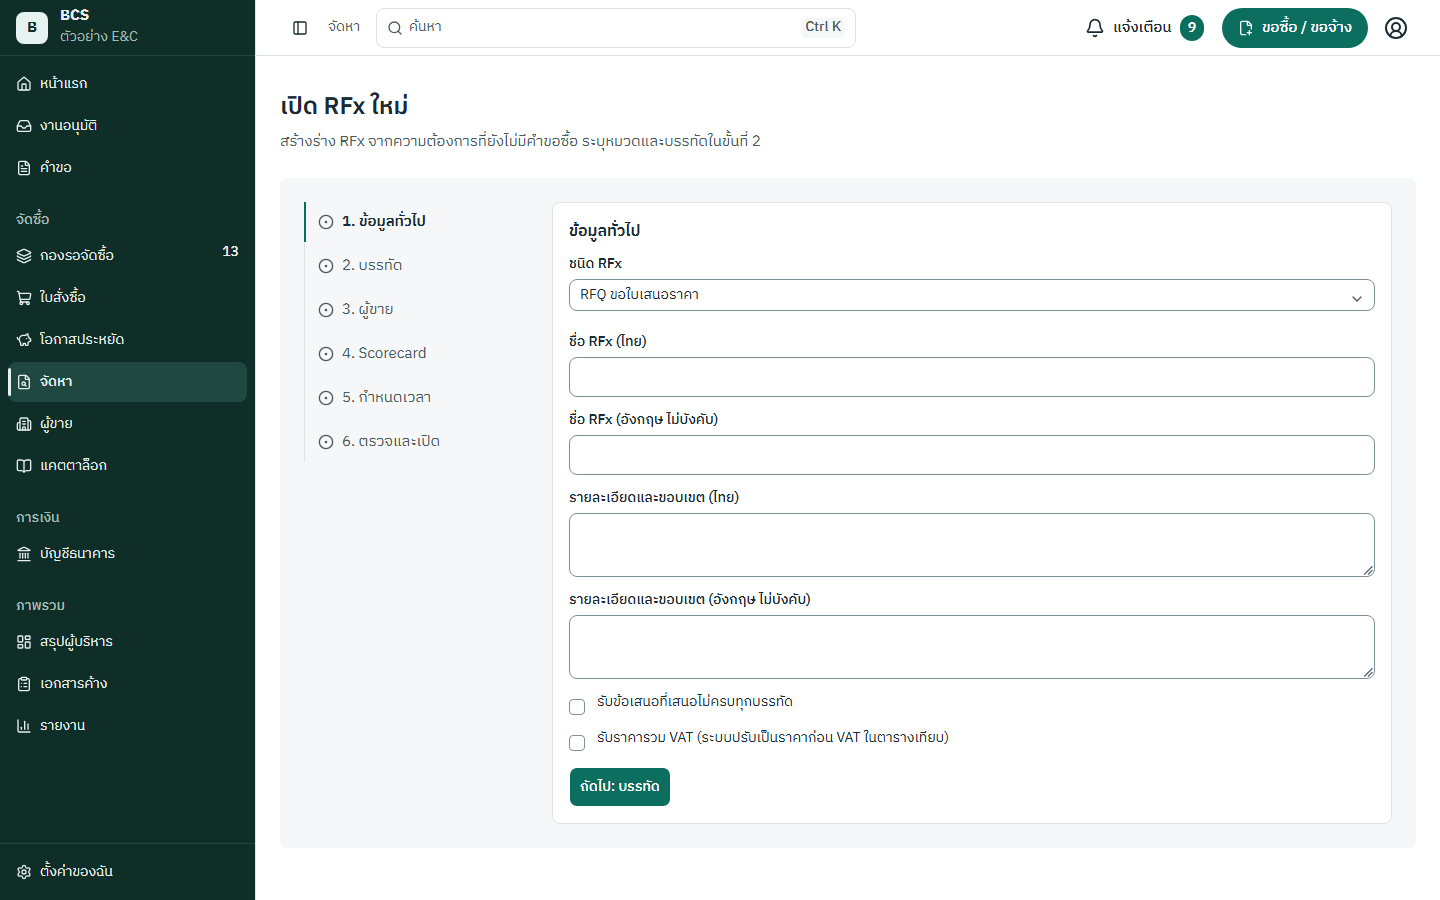 B
BCS
ตัวอย่าง E&C
หน้าแรก
งานอนุมัติ
คำขอ
จัดซื้อ
กองรอจัดซื้อ
13
ใบสั่งซื้อ
โอกาสประหยัด
จัดหา
ผู้ขาย
แคตตาล็อก
การเงิน
บัญชีธนาคาร
ภาพรวม
สรุปผู้บริหาร
เอกสารค้าง
รายงาน
ตั้งค่าของฉัน
จัดหา
ค้นหา
Ctrl K
แจ้งเตือน
9
ขอซื้อ / ขอจ้าง
เปิด RFx ใหม่
สร้างร่าง RFx จากความต้องการที่ยังไม่มีคำขอซื้อ ระบุหมวดและบรรทัดในขั้นที่ 2
1. ข้อมูลทั่วไป
2. บรรทัด
3. ผู้ขาย
4. Scorecard
5. กำหนดเวลา
6. ตรวจและเปิด
ข้อมูลทั่วไป
ชนิด RFx
RFQ ขอใบเสนอราคา
ชื่อ RFx (ไทย)
ชื่อ RFx (อังกฤษ ไม่บังคับ)
รายละเอียดและขอบเขต (ไทย)
รายละเอียดและขอบเขต (อังกฤษ ไม่บังคับ)
รับข้อเสนอที่เสนอไม่ครบทุกบรรทัด
รับราคารวม VAT (ระบบปรับเป็นราคาก่อน VAT ในตารางเทียบ)
ถัดไป: บรรทัด